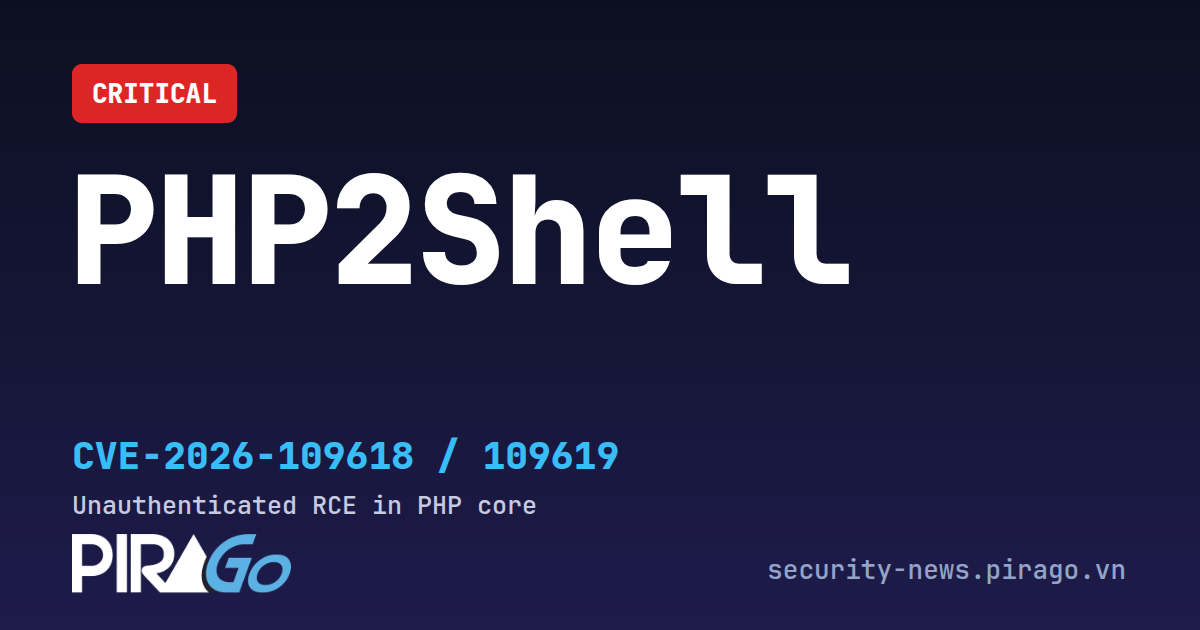 CRITICAL
PHP2Shell
CVE-2026-109618 / 109619
Unauthenticated RCE in PHP core
PIRAGo
security-news.pirago.vn